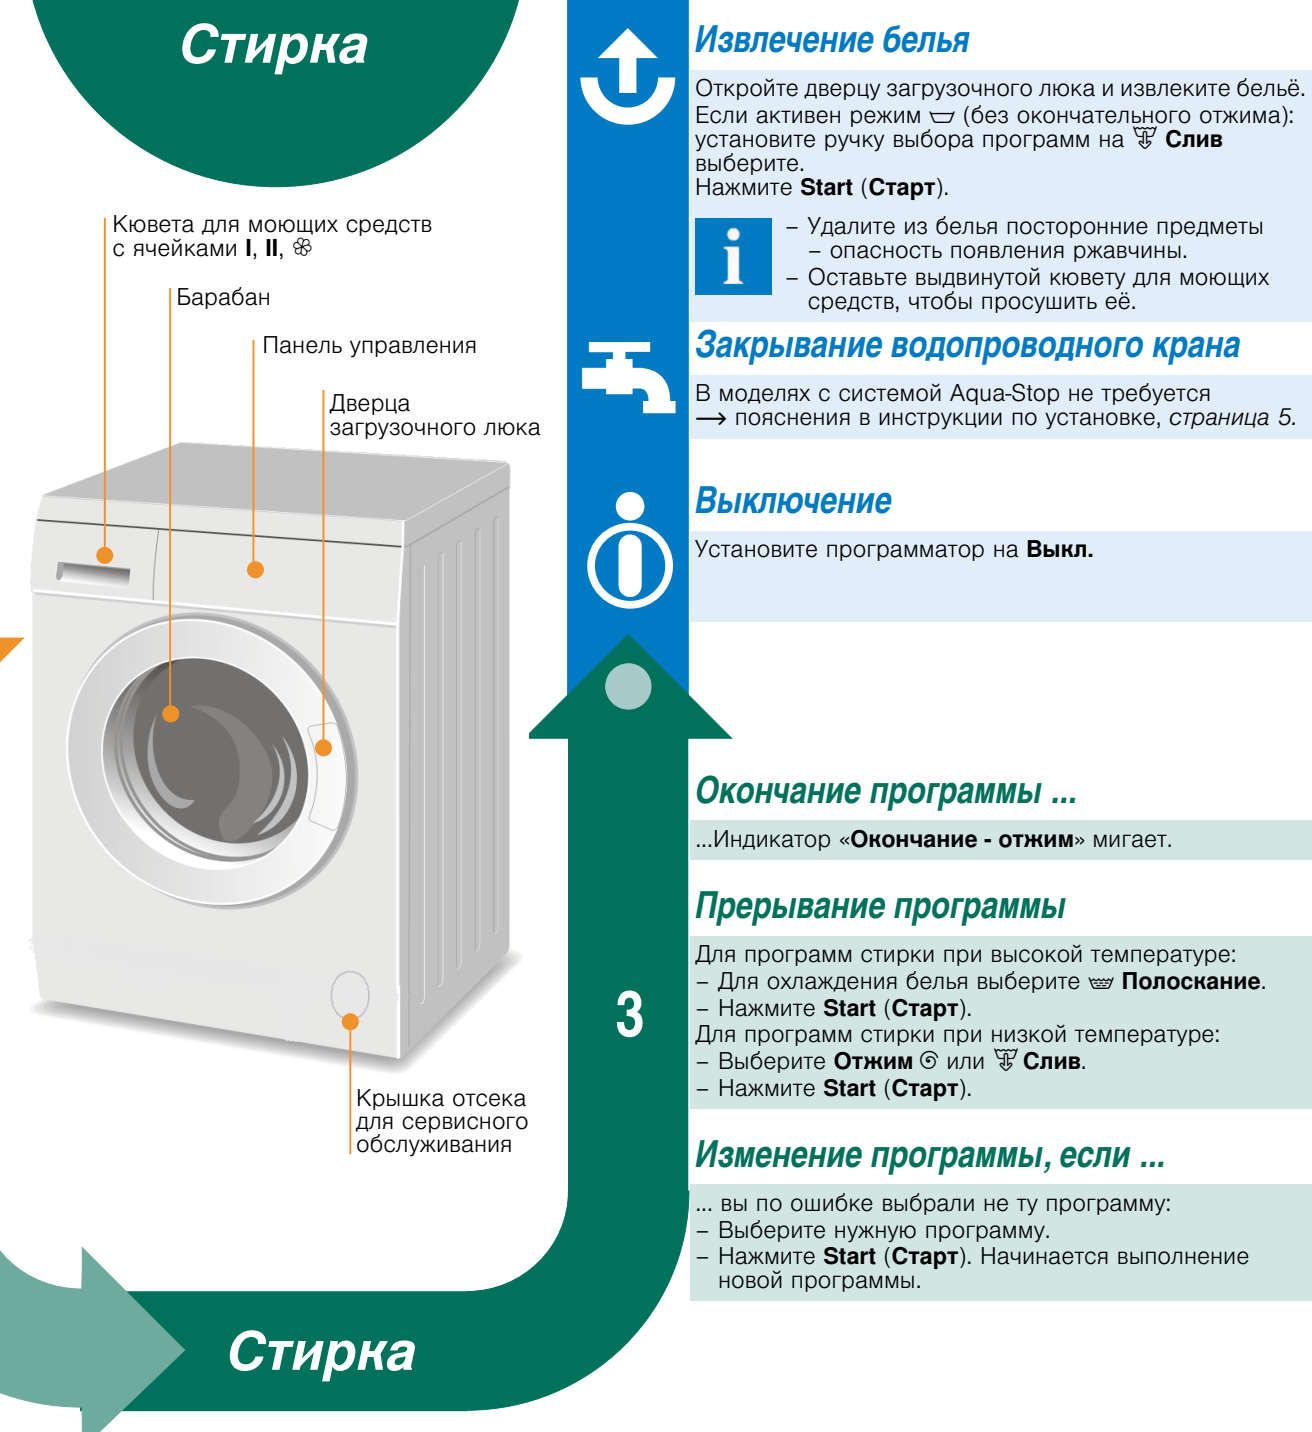 Стирка
Кювета для моющих средств
с ячейками I, II,
Барабан
Панель управления
Дверца
загрузочного люка
Крышка отсека
для сервисного
обслуживания
Стирка
3
Извлечение белья
Откройте дверцу загрузочного люка и извлеките бельё.
Если активен режим (без окончательного отжима):
установите ручку выбора программ на Слив
выберите.
Нажмите Start (Старт).
i
– Удалите из белья посторонние предметы
– опасность появления ржавчины.
– Оставьте выдвинутой кювету для моющих
средств, чтобы просушить её.
Закрывание водопроводного крана
В моделях с системой Aqua-Stop не требуется
→ пояснения в инструкции по установке, страница 5.
Выключение
Установите программатор на Выкл.
Окончание программы ...
...Индикатор «Окончание - отжим» мигает.
Прерывание программы
Для программ стирки при высокой температуре:
– Для охлаждения белья выберите Полоскание.
– Нажмите Start (Старт).
Для программ стирки при низкой температуре:
– Выберите Отжим или Слив.
– Нажмите Start (Старт).
Изменение программы, если ...
... вы по ошибке выбрали не ту программу:
– Выберите нужную программу.
– Нажмите Start (Старт). Начинается выполнение
новой программы.